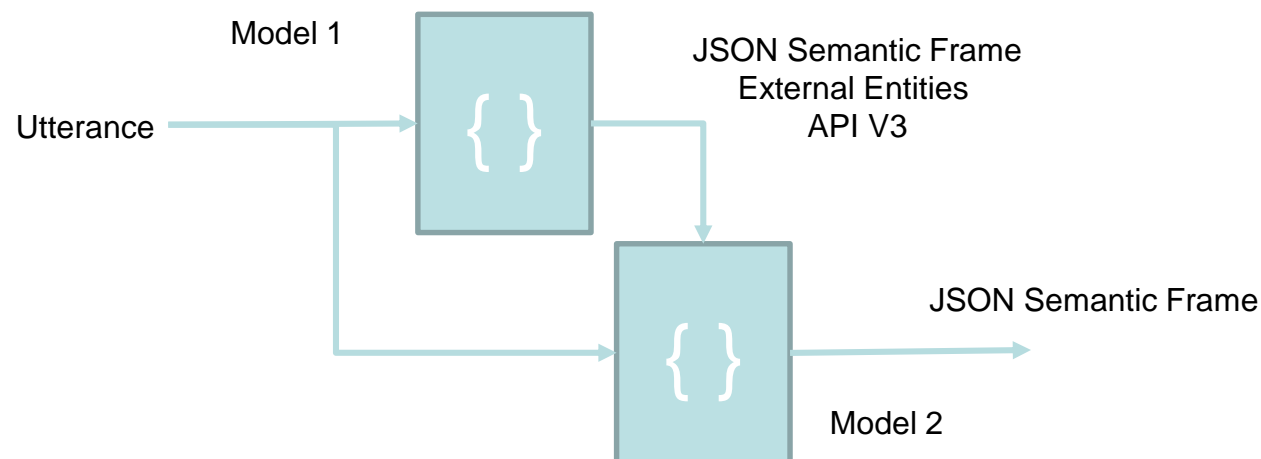 Model 1
JSON Semantic Frame
External Entities
API V3
Utterance
{ }
JSON Semantic Frame
{ }
Model 2